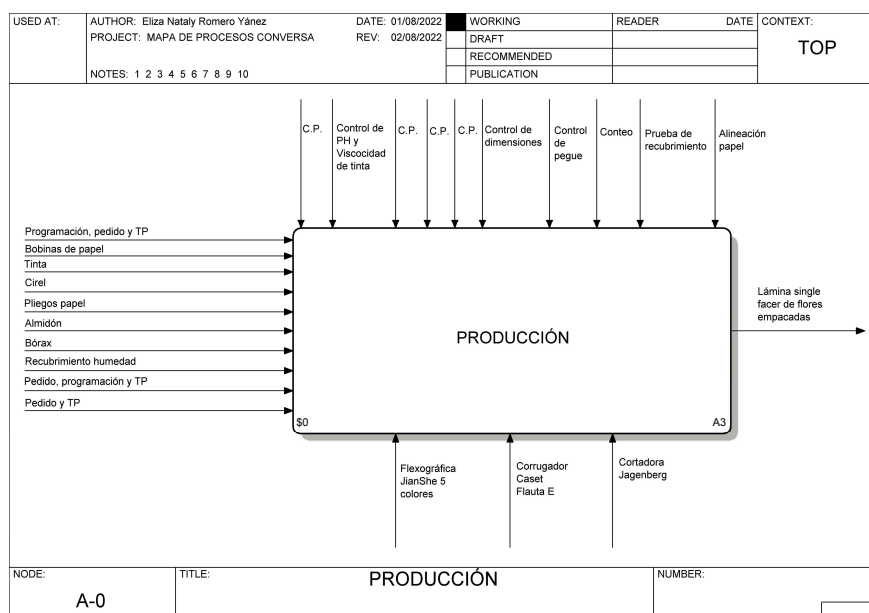 USED AT:
AUTHOR: Eliza Nataly Romero Yánez
DATE: 01/08/2022
WORKING
READER
DATE
CONTEXT:
PROJECT: MAPA DE PROCESOS CONVERSA
REV: 02/08/2022
DRAFT
TOP
RECOMMENDED
NOTES: 1 2 3 4 5 6 7 8 9 10
PUBLICATION
C.P.
Control de
PH y
Viscocidad
de tinta
C.P.
C.P.
C.P.
Control de
dimensiones
Control
de
pegue
Conteo
Prueba de
recubrimiento
Alineación
papel
Programación, pedido y TP
Bobinas de papel
Tinta
Cirel
Pliegos papel
Almidón
Bórax
Recubrimiento humedad
Pedido, programación y TP
Pedido y TP
PRODUCCIÓN
$0
A3
Lámina single
facer de flores
empacadas
Flexográfica
JianShe 5
colores
Corrugador
Caset
Flauta E
Cortadora
Jagenberg
NODE:
A-0
TITLE:
PRODUCCIÓN
NUMBER: